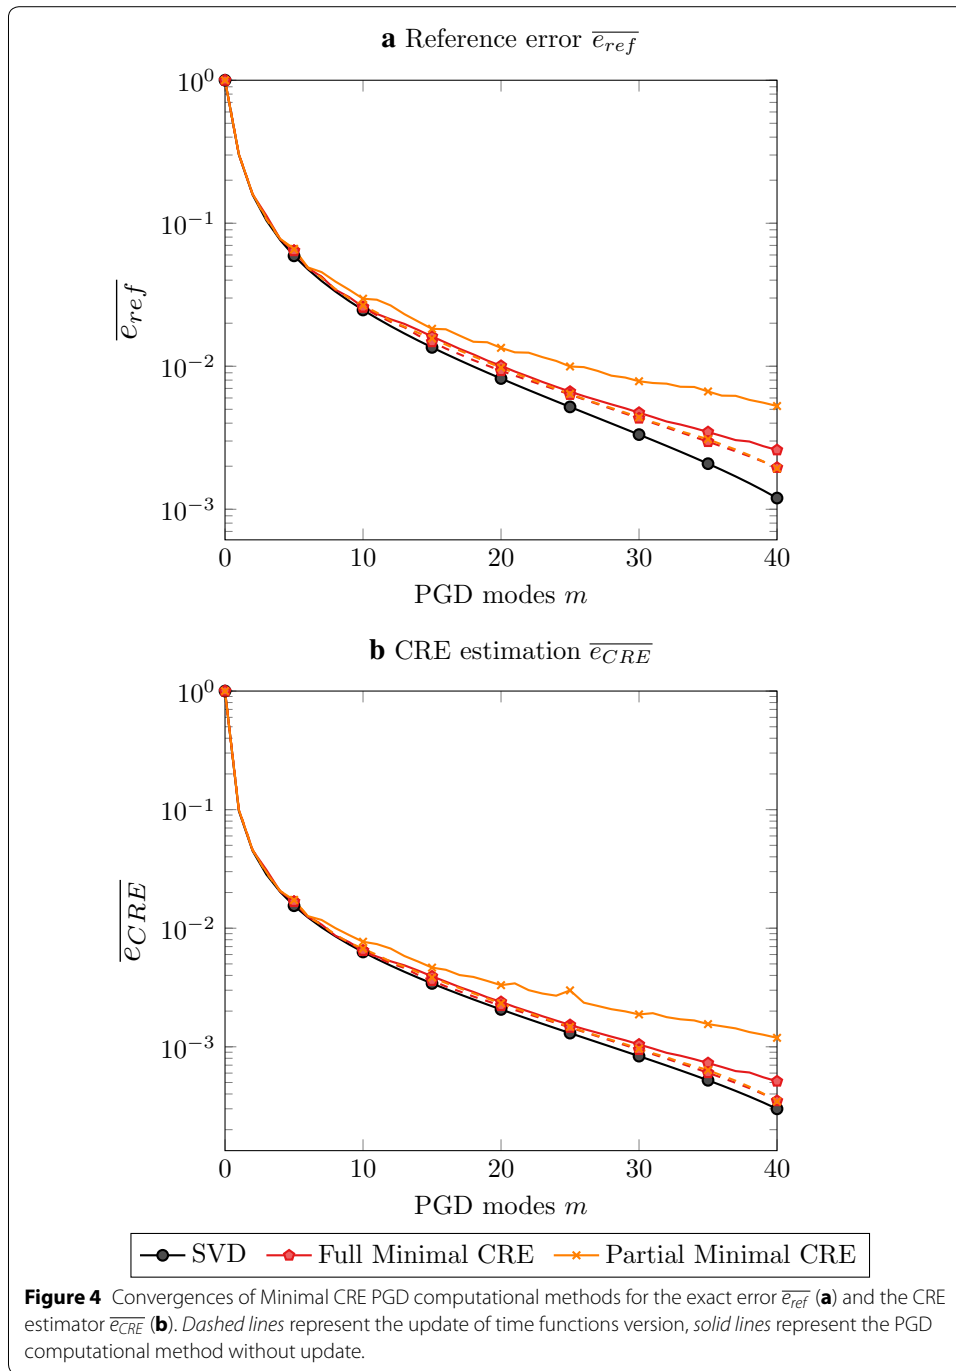 a Reference error e_ref
10^0
10^-1
10^-2
10^-3
e_ref
0 10 20 30 40
PGD modes m
b CRE estimation e_CRE
10^0
10^-1
10^-2
10^-3
e_CRE
0 10 20 30 40
PGD modes m
SVD Full Minimal CRE Partial Minimal CRE
Figure 4 Convergences of Minimal CRE PGD computational methods for the exact error e_ref (a) and the CRE
estimator e_CRE (b). Dashed lines represent the update of time functions version, solid lines represent the PGD
computational method without update.